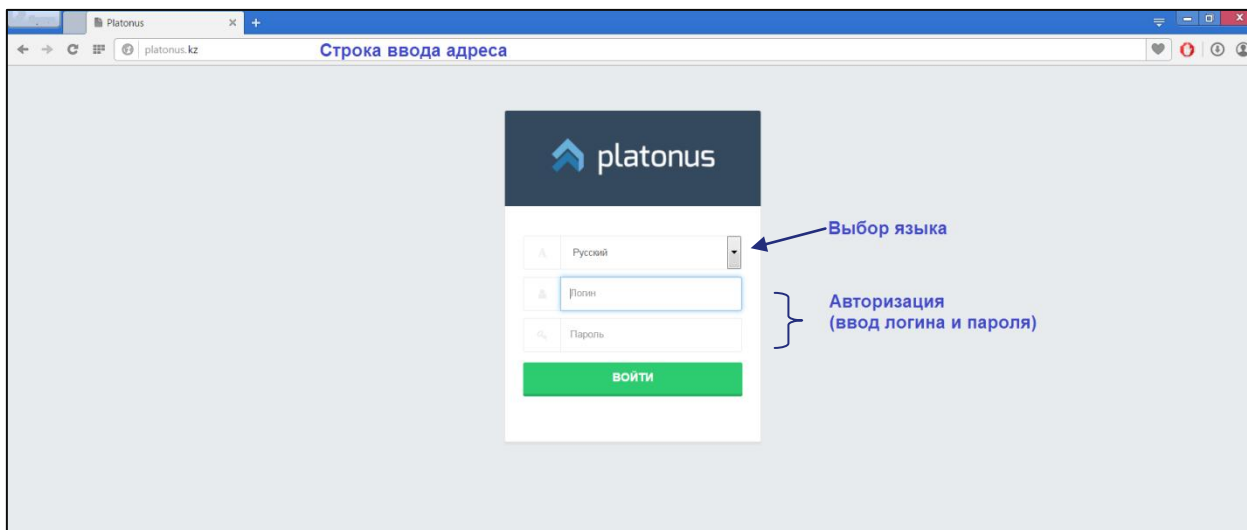 Platonus
platonus.kz
Строка ввода адреса
platonus
Выбор языка
Русский
Логин
Авторизация
(ввод логина и пароля)
Пароль
ВОЙТИ